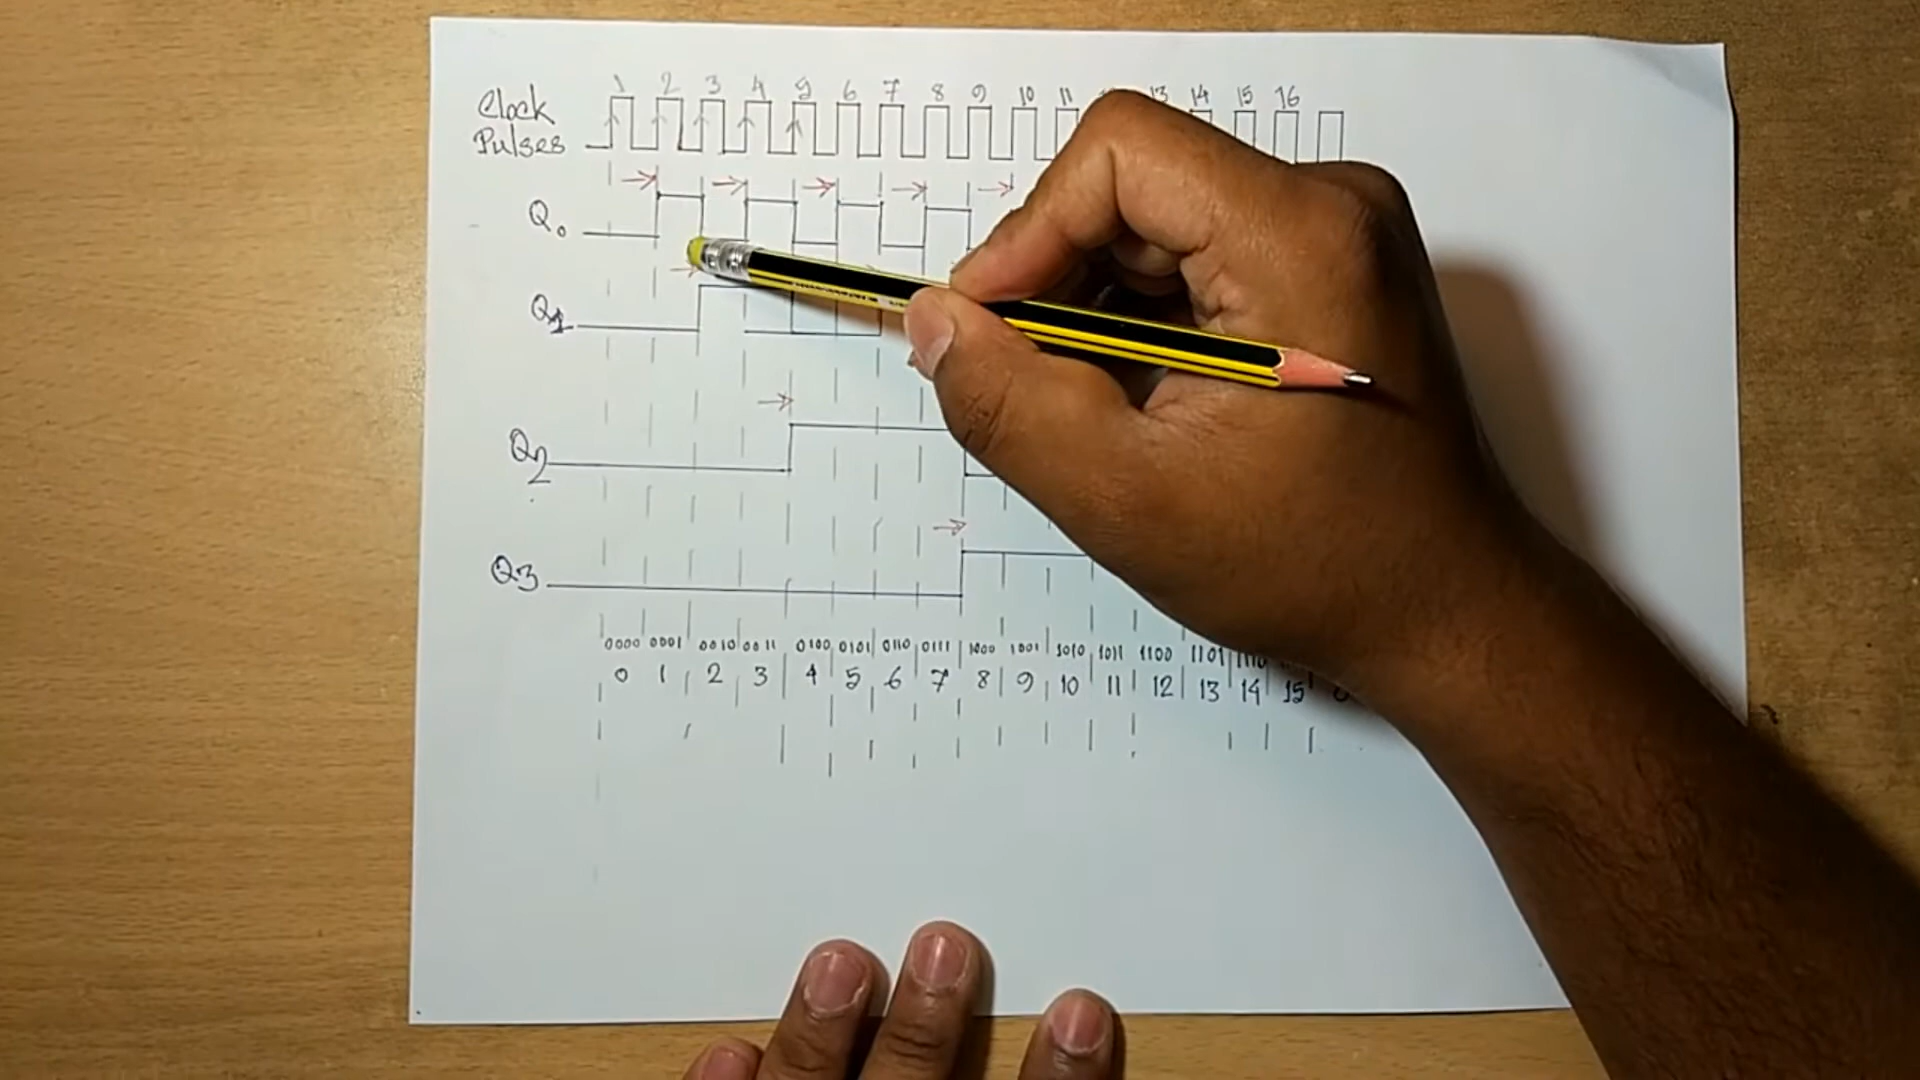 1 2 3 4 5 6 7 8 9 10 11 13 14 15 16
Clock
Pulses
Q0
Q1
Q2
Q3
0000 0001 0010 0011 0100 0101 0110 0111 1000 1001 1010 1011 1100 1101
0 1 2 3 4 5 6 7 8 9 10 11 12 13 14 15